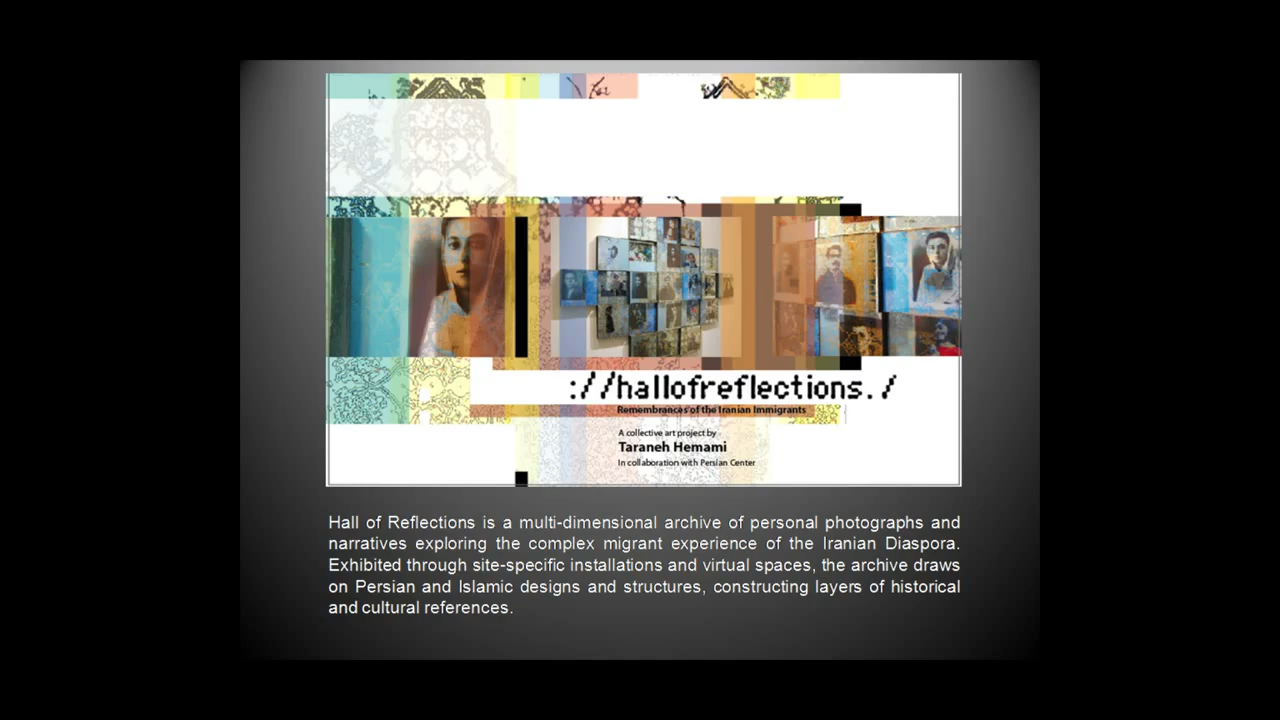 ://hallofreflections./
Remembrances of the Iranian Immigrants
A collective art project by
Taraneh Hemami
In collaboration with Persian Center
Hall of Reflections is a multi-dimensional archive of personal photographs and
narratives exploring the complex migrant experience of the Iranian Diaspora.
Exhibited through site-specific installations and virtual spaces, the archive draws
on Persian and Islamic designs and structures, constructing layers of historical
and cultural references.